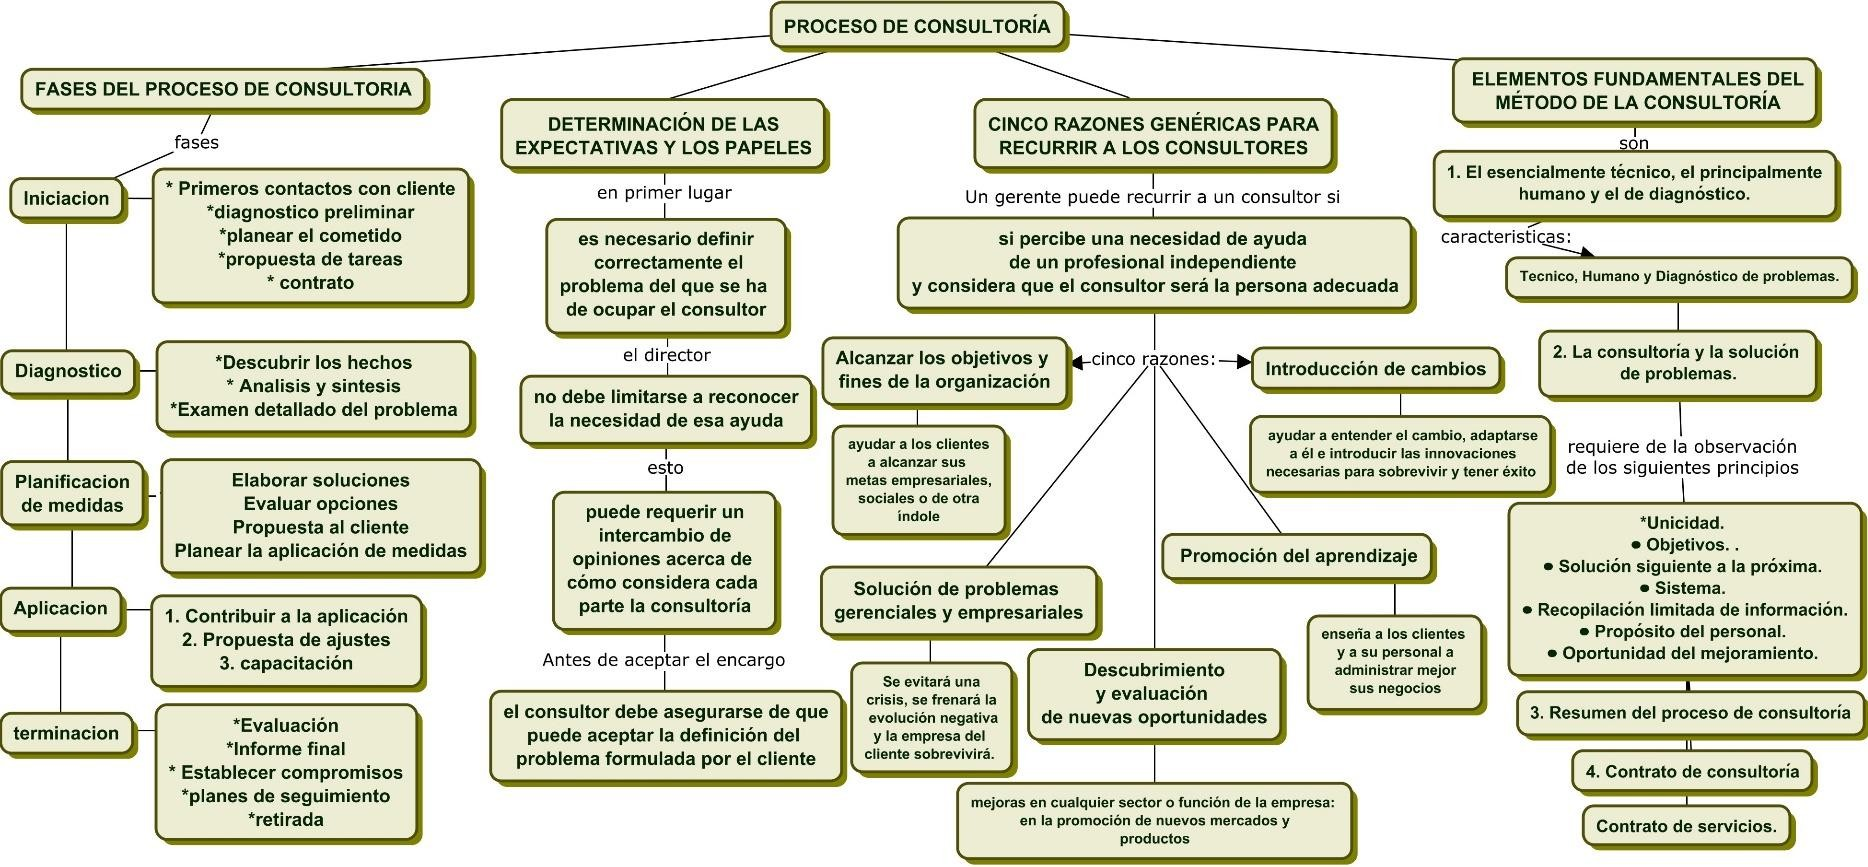 PROCESO DE CONSULTORÍA
FASES DEL PROCESO DE CONSULTORIA
fases
Iniciacion
* Primeros contactos con cliente
*diagnostico preliminar
*planear el cometido
*propuesta de tareas
* contrato
Diagnostico
*Descubrir los hechos
* Analisis y sintesis
*Examen detallado del problema
Planificacion
de medidas
Elaborar soluciones
Evaluar opciones
Propuesta al cliente
Planear la aplicación de medidas
Aplicacion
1. Contribuir a la aplicación
2. Propuesta de ajustes
3. capacitación
terminacion
*Evaluación
*Informe final
* Establecer compromisos
*planes de seguimiento
*retirada
DETERMINACIÓN DE LAS
EXPECTATIVAS Y LOS PAPELES
en primer lugar
es necesario definir
correctamente el
problema del que se ha
de ocupar el consultor
el director
no debe limitarse a reconocer
la necesidad de esa ayuda
esto
puede requerir un
intercambio de
opiniones acerca de
cómo considera cada
parte la consultoría
Antes de aceptar el encargo
el consultor debe asegurarse de que
puede aceptar la definición del
problema formulada por el cliente
CINCO RAZONES GENÉRICAS PARA
RECURRIR A LOS CONSULTORES
Un gerente puede recurrir a un consultor si
si percibe una necesidad de ayuda
de un profesional independiente
y considera que el consultor será la persona adecuada
cinco razones:
Alcanzar los objetivos y
fines de la organización
ayudar a los clientes
a alcanzar sus
metas empresariales,
sociales o de otra
índole
Introducción de cambios
ayudar a entender el cambio, adaptarse
a él e introducir las innovaciones
necesarias para sobrevivir y tener éxito
Solución de problemas
gerenciales y empresariales
Se evitará una
crisis, se frenará la
evolución negativa
y la empresa del
cliente sobrevivirá.
Descubrimiento
y evaluación
de nuevas oportunidades
mejoras en cualquier sector o función de la empresa:
en la promoción de nuevos mercados y
productos
Promoción del aprendizaje
enseña a los clientes
y a su personal a
administrar mejor
sus negocios
ELEMENTOS FUNDAMENTALES DEL
MÉTODO DE LA CONSULTORÍA
son
1. El esencialmente técnico, el principalmente
humano y el de diagnóstico.
caracteristicas:
Tecnico, Humano y Diagnóstico de problemas.
2. La consultoría y la solución
de problemas.
requiere de la observación
de los siguientes principios
*Unicidad.
• Objetivos. .
• Solución siguiente a la próxima.
• Sistema.
• Recopilación limitada de información.
• Propósito del personal.
• Oportunidad del mejoramiento.
3. Resumen del proceso de consultoría
4. Contrato de consultoría
Contrato de servicios.